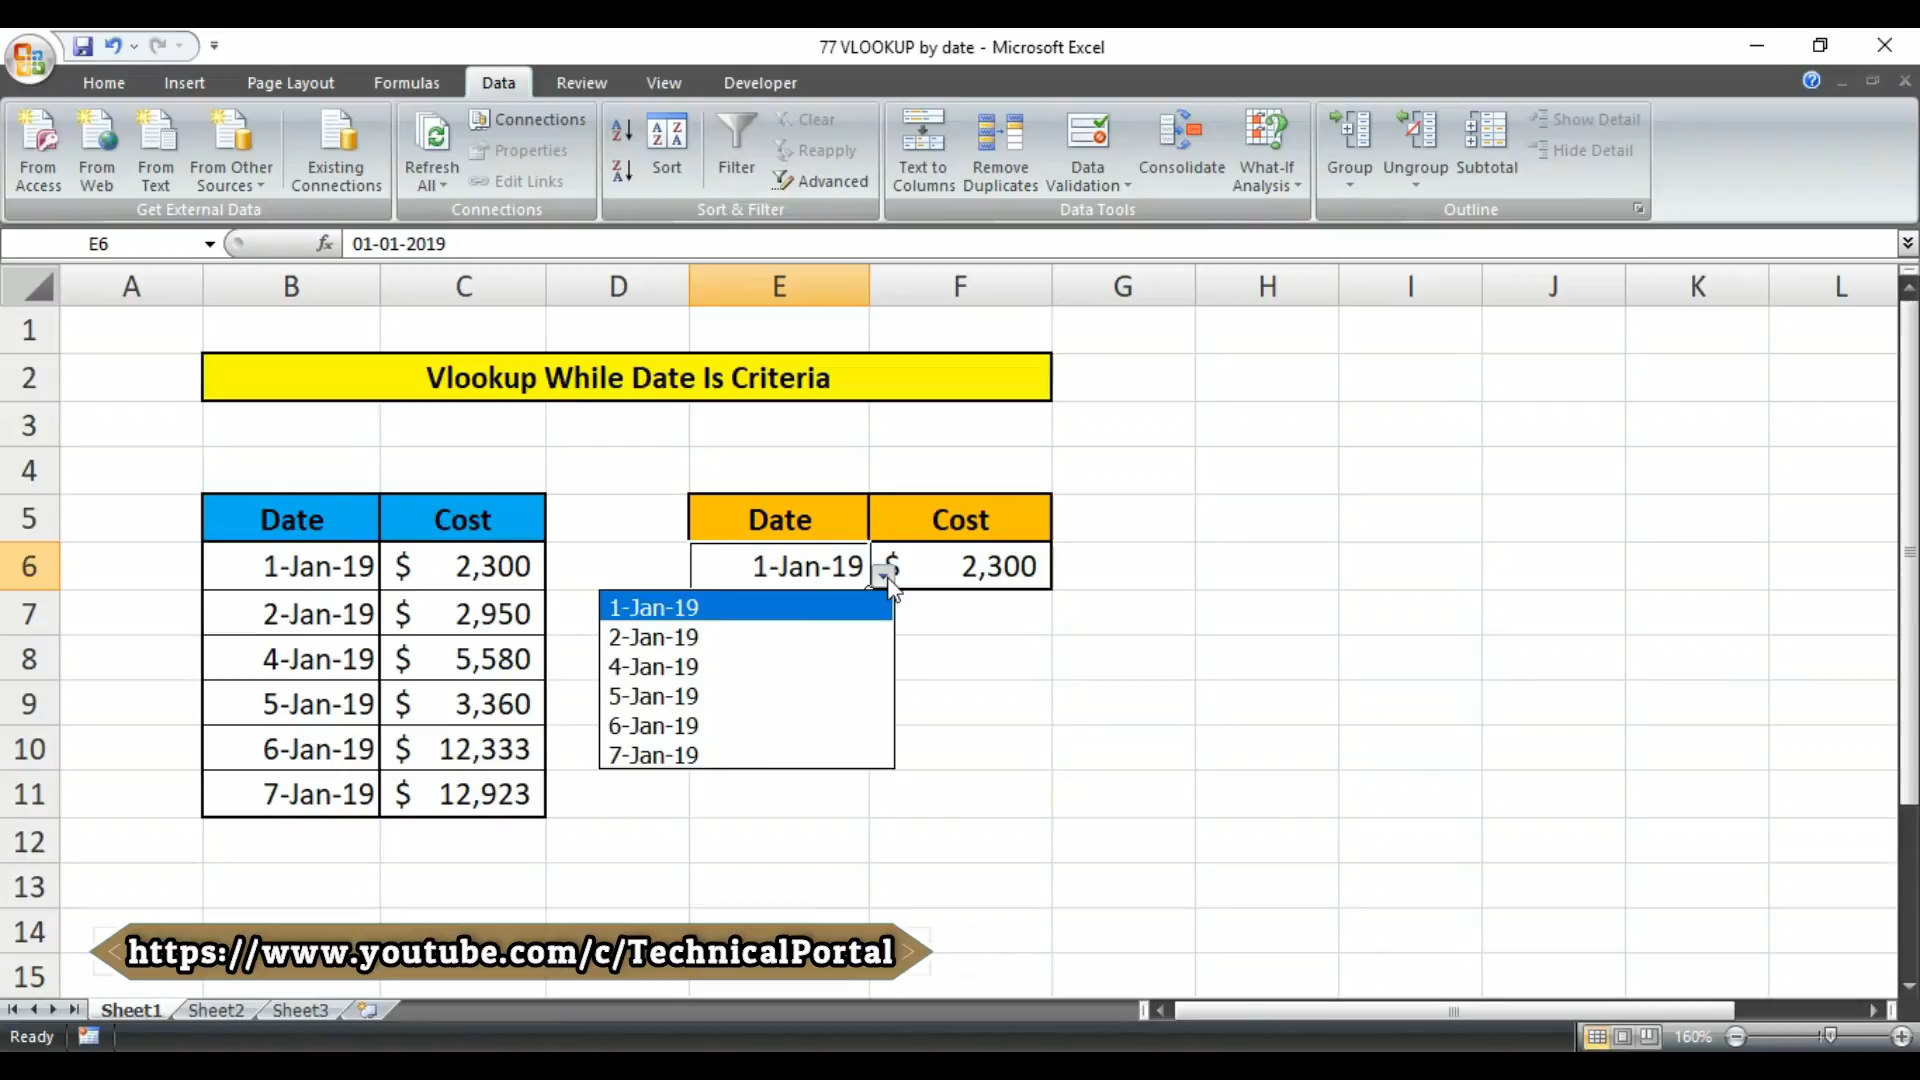 77 VLOOKUP by date - Microsoft Excel
Home Insert Page Layout Formulas Data Review View Developer
From Access
From Web
From Text
From Other Sources
Existing Connections
Get External Data
Refresh All
Connections
Properties
Edit Links
Connections
Sort
Filter
Clear
Reapply
Advanced
Sort & Filter
Text to Columns
Remove Duplicates
Data Validation
Consolidate
What-If Analysis
Data Tools
Group
Ungroup
Subtotal
Show Detail
Hide Detail
Outline
E6 fx 01-01-2019
A B C D E F G H I J K L
1
2 Vlookup While Date Is Criteria
3
4
5 Date Cost Date Cost
6 1-Jan-19 $ 2,300 1-Jan-19 $ 2,300
7 2-Jan-19 $ 2,950
8 4-Jan-19 $ 5,580
9 5-Jan-19 $ 3,360
10 6-Jan-19 $ 12,333
11 7-Jan-19 $ 12,923
1-Jan-19
2-Jan-19
4-Jan-19
5-Jan-19
6-Jan-19
7-Jan-19
12
13
14
15
https://www.youtube.com/c/TechnicalPortal
Sheet1 Sheet2 Sheet3
Ready 160%